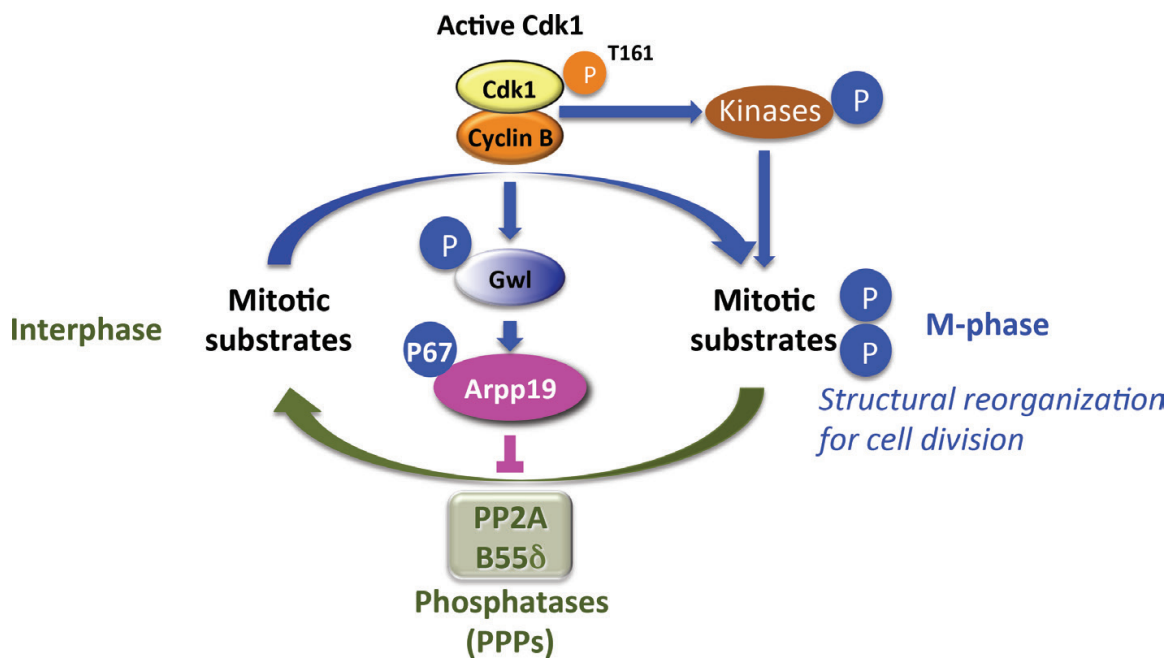 Active Cdk1
T161
P
Cdk1
Cyclin B
Kinases
P
P
Gwl
Interphase
Mitotic
substrates
P67
Arpp19
Mitotic
substrates
P
P
M-phase
Structural reorganization
for cell division
PP2A
B55δ
Phosphatases
(PPPs)